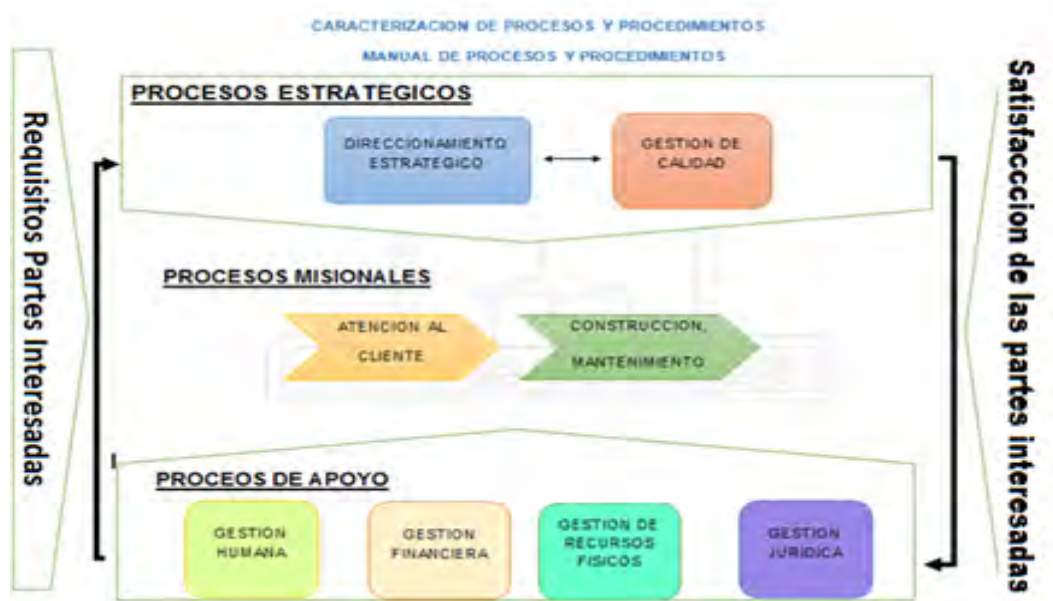 CARACTERIZACION DE PROCESOS Y PROCEDIMIENTOS
MANUAL DE PROCESOS Y PROCEDIMIENTOS
Requisitos Partes Interesadas
PROCESOS ESTRATEGICOS
DIRECCIONAMIENTO
ESTRATEGICO
GESTION DE
CALIDAD
PROCESOS MISIONALES
ATENCION AL
CLIENTE
CONSTRUCCION,
MANTENIMIENTO
PROCEOS DE APOYO
GESTION
HUMANA
GESTION
FINANCIERA
GESTION DE
RECURSOS
FISICOS
GESTION
JURÍDICA
Satisfacccion de las partes interesadas